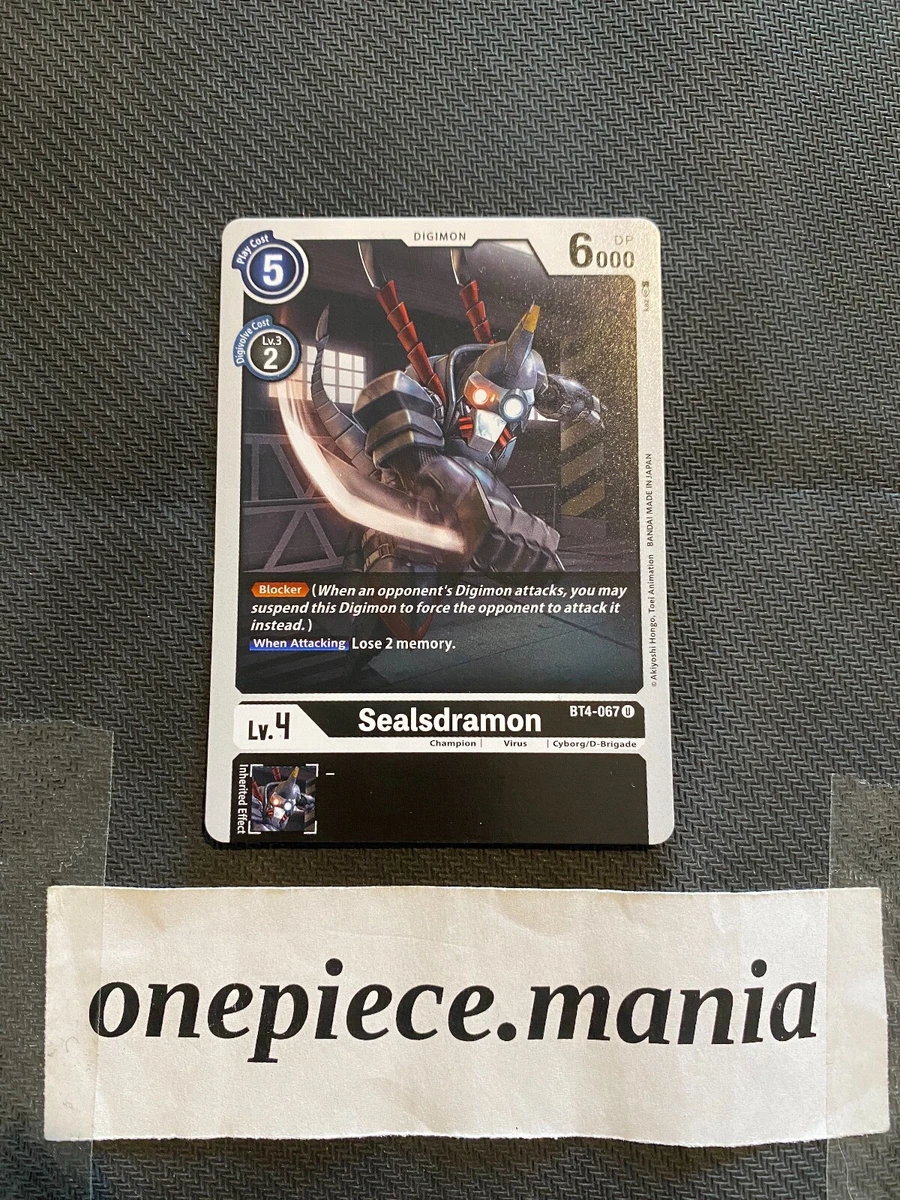 DIGIMON
Play Cost
5
DP
6000
Digivolve Cost
Lv.3
2
Blocker (When an opponent's Digimon attacks, you may
suspend this Digimon to force the opponent to attack it
instead.)
When Attacking Lose 2 memory.
©Akiyoshi Hongo, Toei Animation BANDAI MADE IN JAPAN
Lv.4
Sealsdramon
BT4-067 U
Champion | Virus | Cyborg/D-Brigade
Inherited Effect
–
onepiece.mania